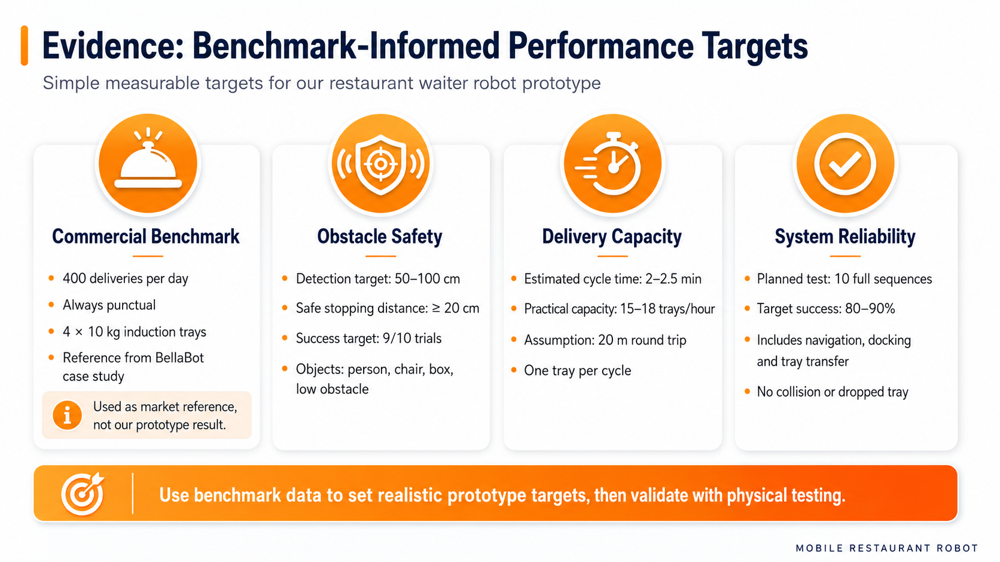 Evidence: Benchmark-Informed Performance Targets
Simple measurable targets for our restaurant waiter robot prototype
Commercial Benchmark
• 400 deliveries per day
• Always punctual
• 4 × 10 kg induction trays
• Reference from BellaBot
case study
Used as market reference,
not our prototype result.
Obstacle Safety
• Detection target: 50–100 cm
• Safe stopping distance: ≥ 20 cm
• Success target: 9/10 trials
• Objects: person, chair, box,
low obstacle
Delivery Capacity
• Estimated cycle time: 2–2.5 min
• Practical capacity: 15–18 trays/hour
• Assumption: 20 m round trip
• One tray per cycle
System Reliability
• Planned test: 10 full sequences
• Target success: 80–90%
• Includes navigation, docking
and tray transfer
• No collision or dropped tray
Use benchmark data to set realistic prototype targets, then validate with physical testing.
MOBILE RESTAURANT ROBOT